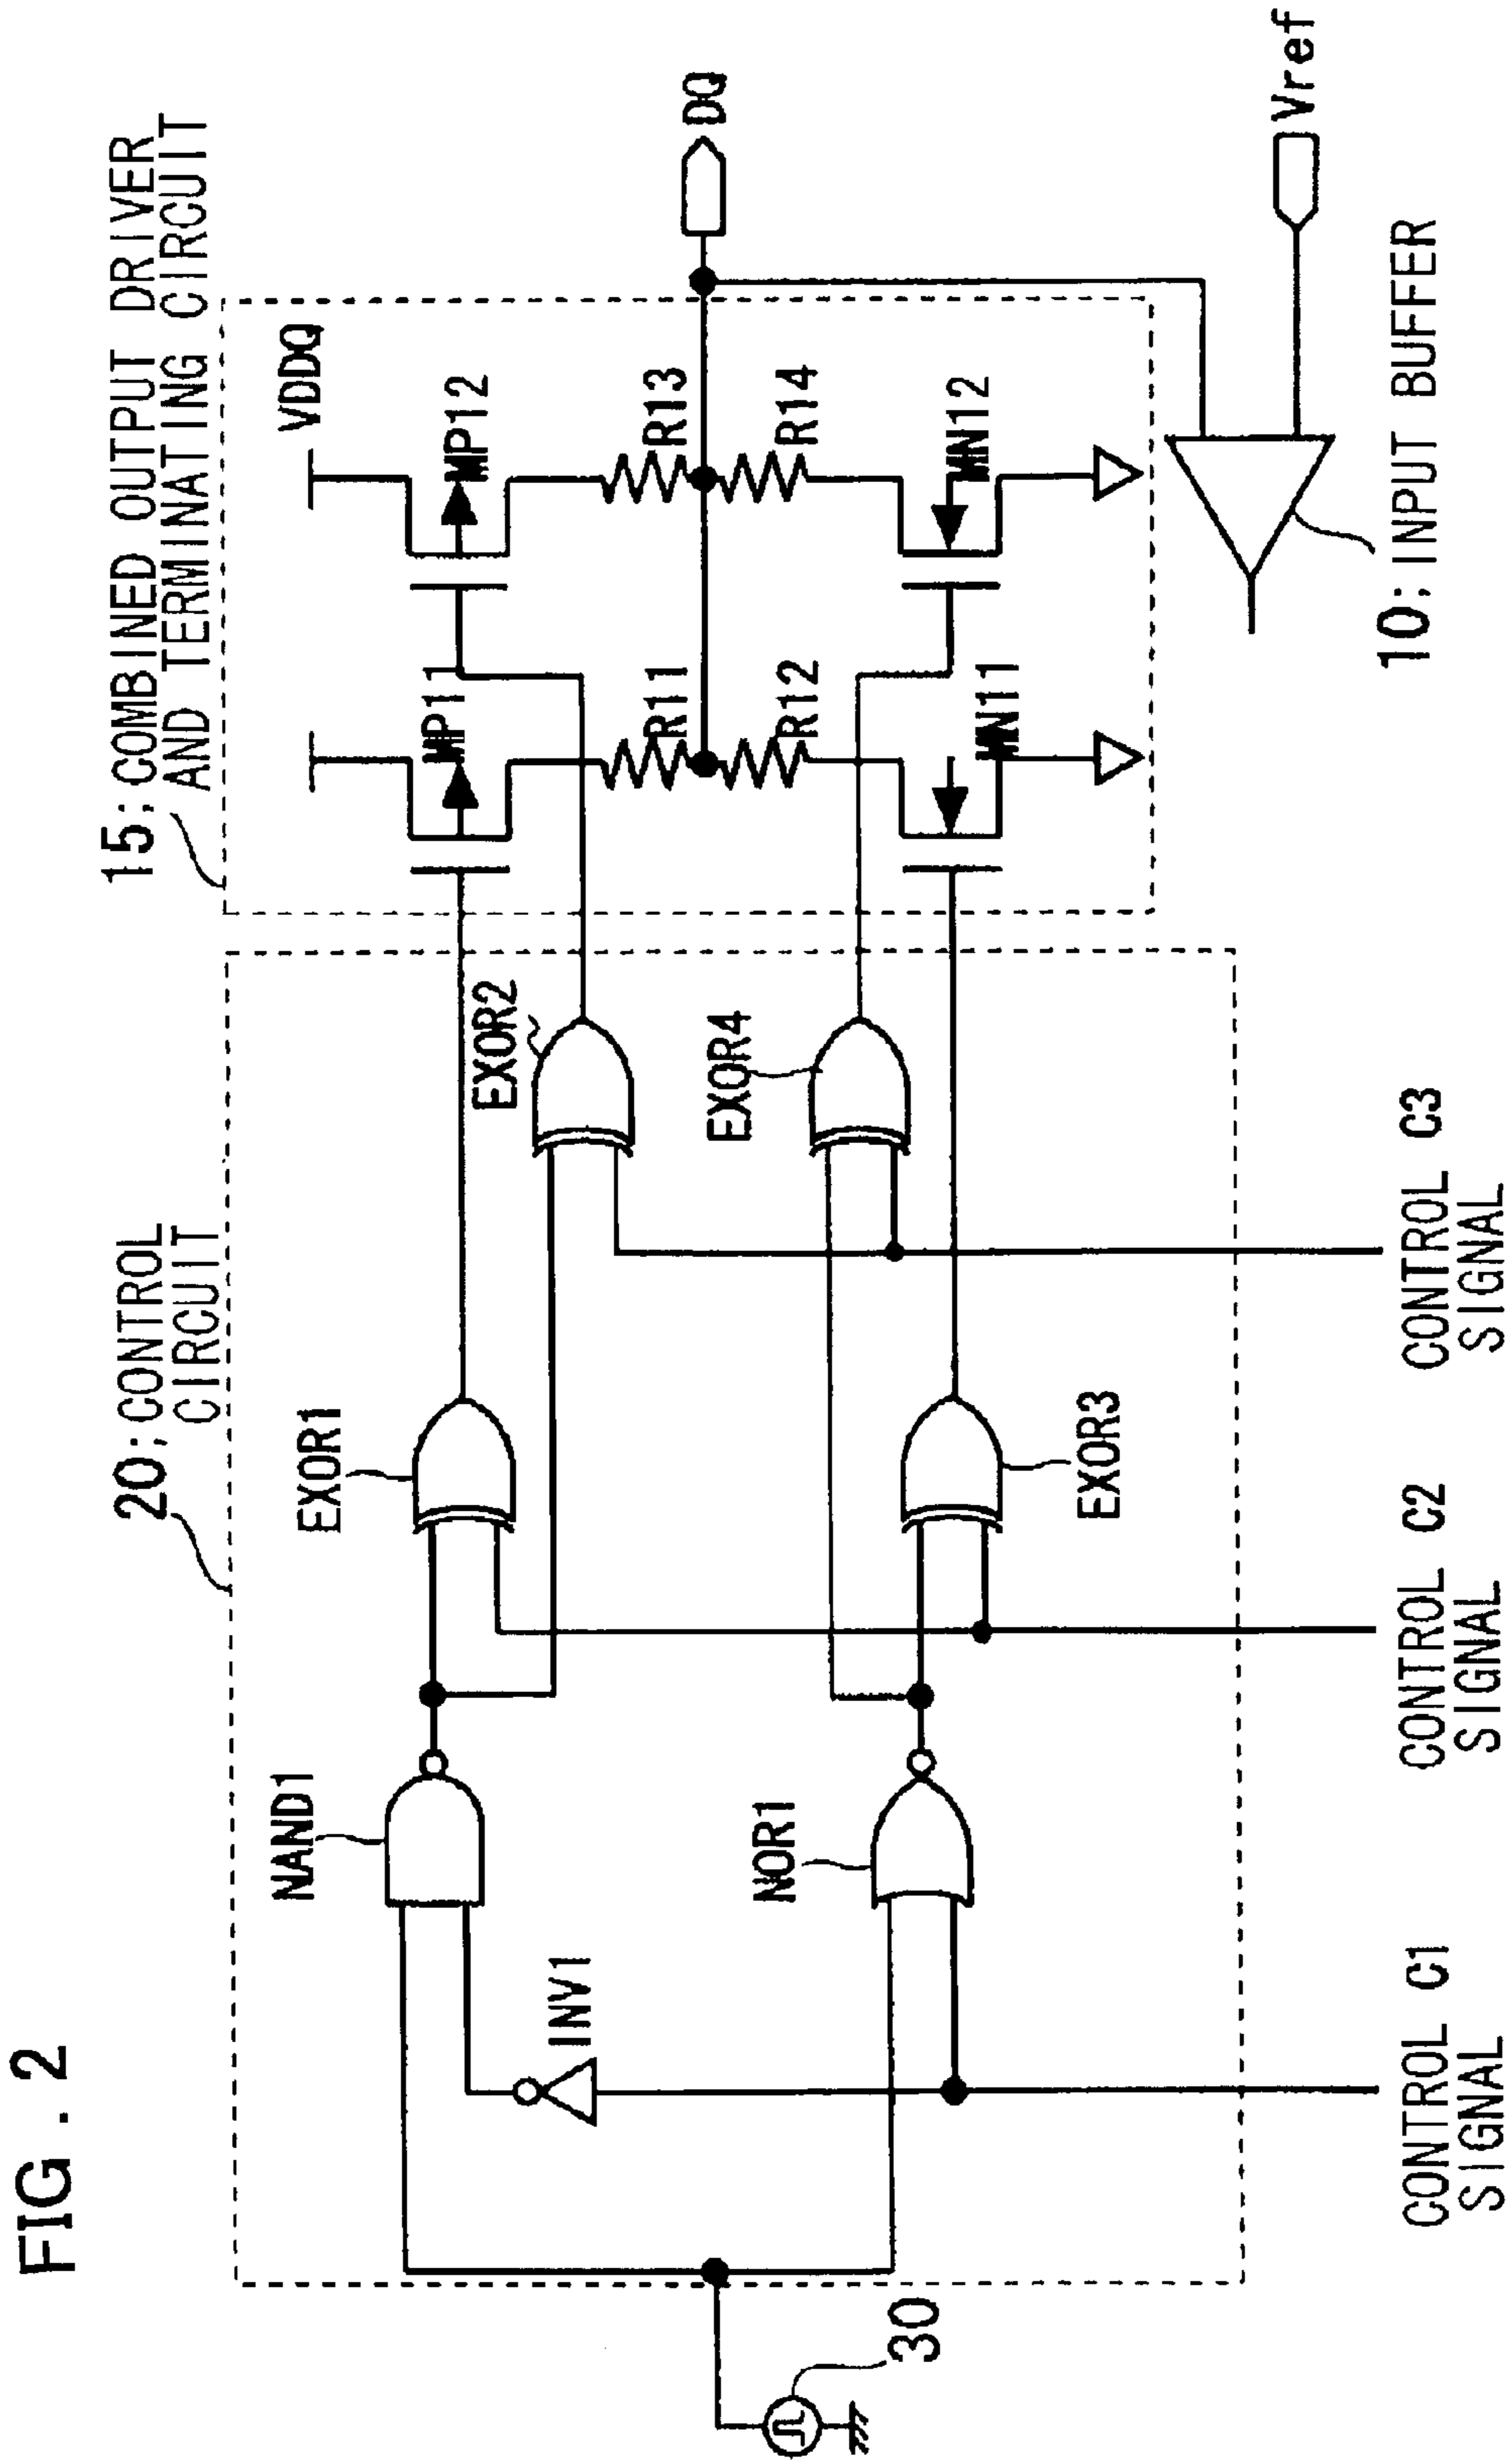 FIG. 2
15; COMBINED OUTPUT DRIVER
AND TERMINATING CIRCUIT
20; CONTROL
CIRCUIT
VDDQ
MP11
MP12
NAND1
EXOR1
EXOR2
R11
R13
DQ
INV1
R12
R14
NOR1
EXOR4
EXOR3
MN11
MN12
30
Vref
10; INPUT BUFFER
CONTROL C1
SIGNAL
CONTROL C2
SIGNAL
CONTROL C3
SIGNAL